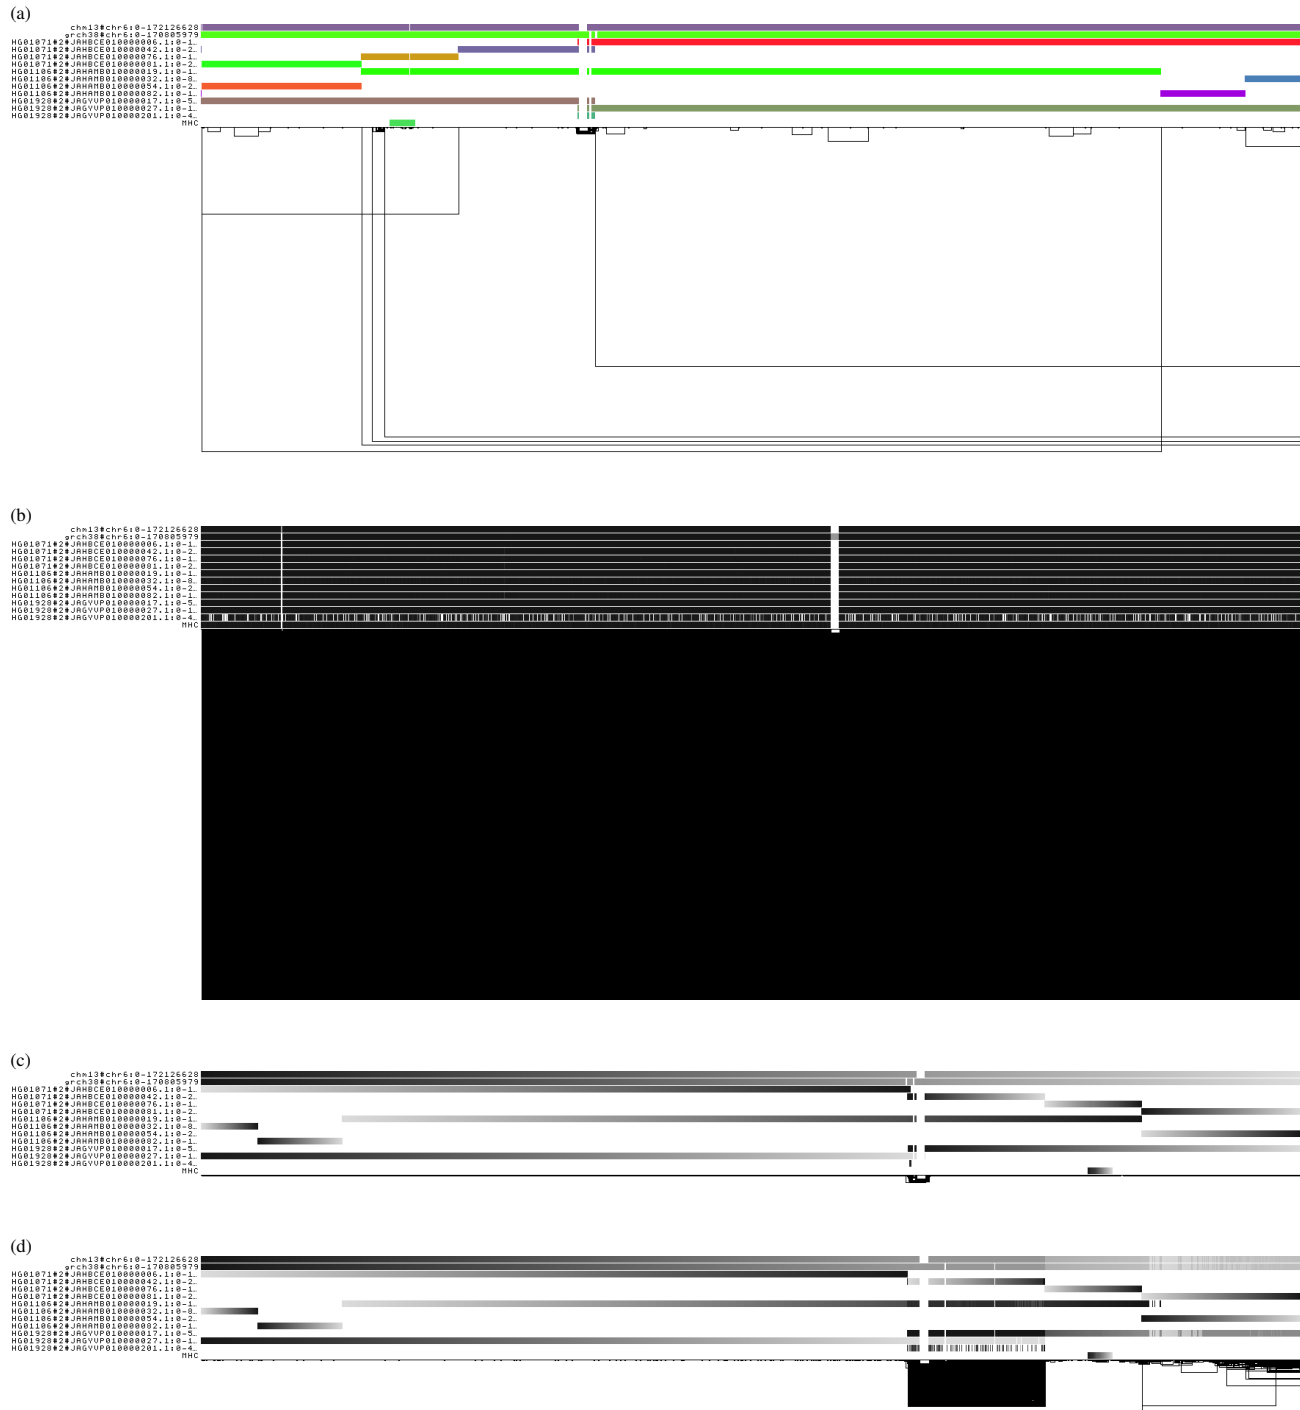 (a)
chm13#chr6:0-172126628
grch38#chr6:0-170805979
HG01071#2#JAHBCE010000006.1:0-1…
HG01071#2#JAHBCE010000042.1:0-2…
HG01071#2#JAHBCE010000076.1:0-1…
HG01071#2#JAHBCE010000081.1:0-2…
HG01106#2#JAHAMB010000019.1:0-1…
HG01106#2#JAHAMB010000032.1:0-8…
HG01106#2#JAHAMB010000054.1:0-2…
HG01106#2#JAHAMB010000082.1:0-1…
HG01928#2#JAGYVP010000017.1:0-5…
HG01928#2#JAGYVP010000027.1:0-1…
HG01928#2#JAGYVP010000201.1:0-4…
MHC
(b)
chm13#chr6:0-172126628
grch38#chr6:0-170805979
HG01071#2#JAHBCE010000006.1:0-1…
HG01071#2#JAHBCE010000042.1:0-2…
HG01071#2#JAHBCE010000076.1:0-1…
HG01071#2#JAHBCE010000081.1:0-2…
HG01106#2#JAHAMB010000019.1:0-1…
HG01106#2#JAHAMB010000032.1:0-8…
HG01106#2#JAHAMB010000054.1:0-2…
HG01106#2#JAHAMB010000082.1:0-1…
HG01928#2#JAGYVP010000017.1:0-5…
HG01928#2#JAGYVP010000027.1:0-1…
HG01928#2#JAGYVP010000201.1:0-4…
MHC
(c)
chm13#chr6:0-172126628
grch38#chr6:0-170805979
HG01071#2#JAHBCE010000006.1:0-1…
HG01071#2#JAHBCE010000042.1:0-2…
HG01071#2#JAHBCE010000076.1:0-1…
HG01071#2#JAHBCE010000081.1:0-2…
HG01106#2#JAHAMB010000019.1:0-1…
HG01106#2#JAHAMB010000032.1:0-8…
HG01106#2#JAHAMB010000054.1:0-2…
HG01106#2#JAHAMB010000082.1:0-1…
HG01928#2#JAGYVP010000017.1:0-5…
HG01928#2#JAGYVP010000027.1:0-1…
HG01928#2#JAGYVP010000201.1:0-4…
MHC
(d)
chm13#chr6:0-172126628
grch38#chr6:0-170805979
HG01071#2#JAHBCE010000006.1:0-1…
HG01071#2#JAHBCE010000042.1:0-2…
HG01071#2#JAHBCE010000076.1:0-1…
HG01071#2#JAHBCE010000081.1:0-2…
HG01106#2#JAHAMB010000019.1:0-1…
HG01106#2#JAHAMB010000032.1:0-8…
HG01106#2#JAHAMB010000054.1:0-2…
HG01106#2#JAHAMB010000082.1:0-1…
HG01928#2#JAGYVP010000017.1:0-5…
HG01928#2#JAGYVP010000027.1:0-1…
HG01928#2#JAGYVP010000201.1:0-4…
MHC